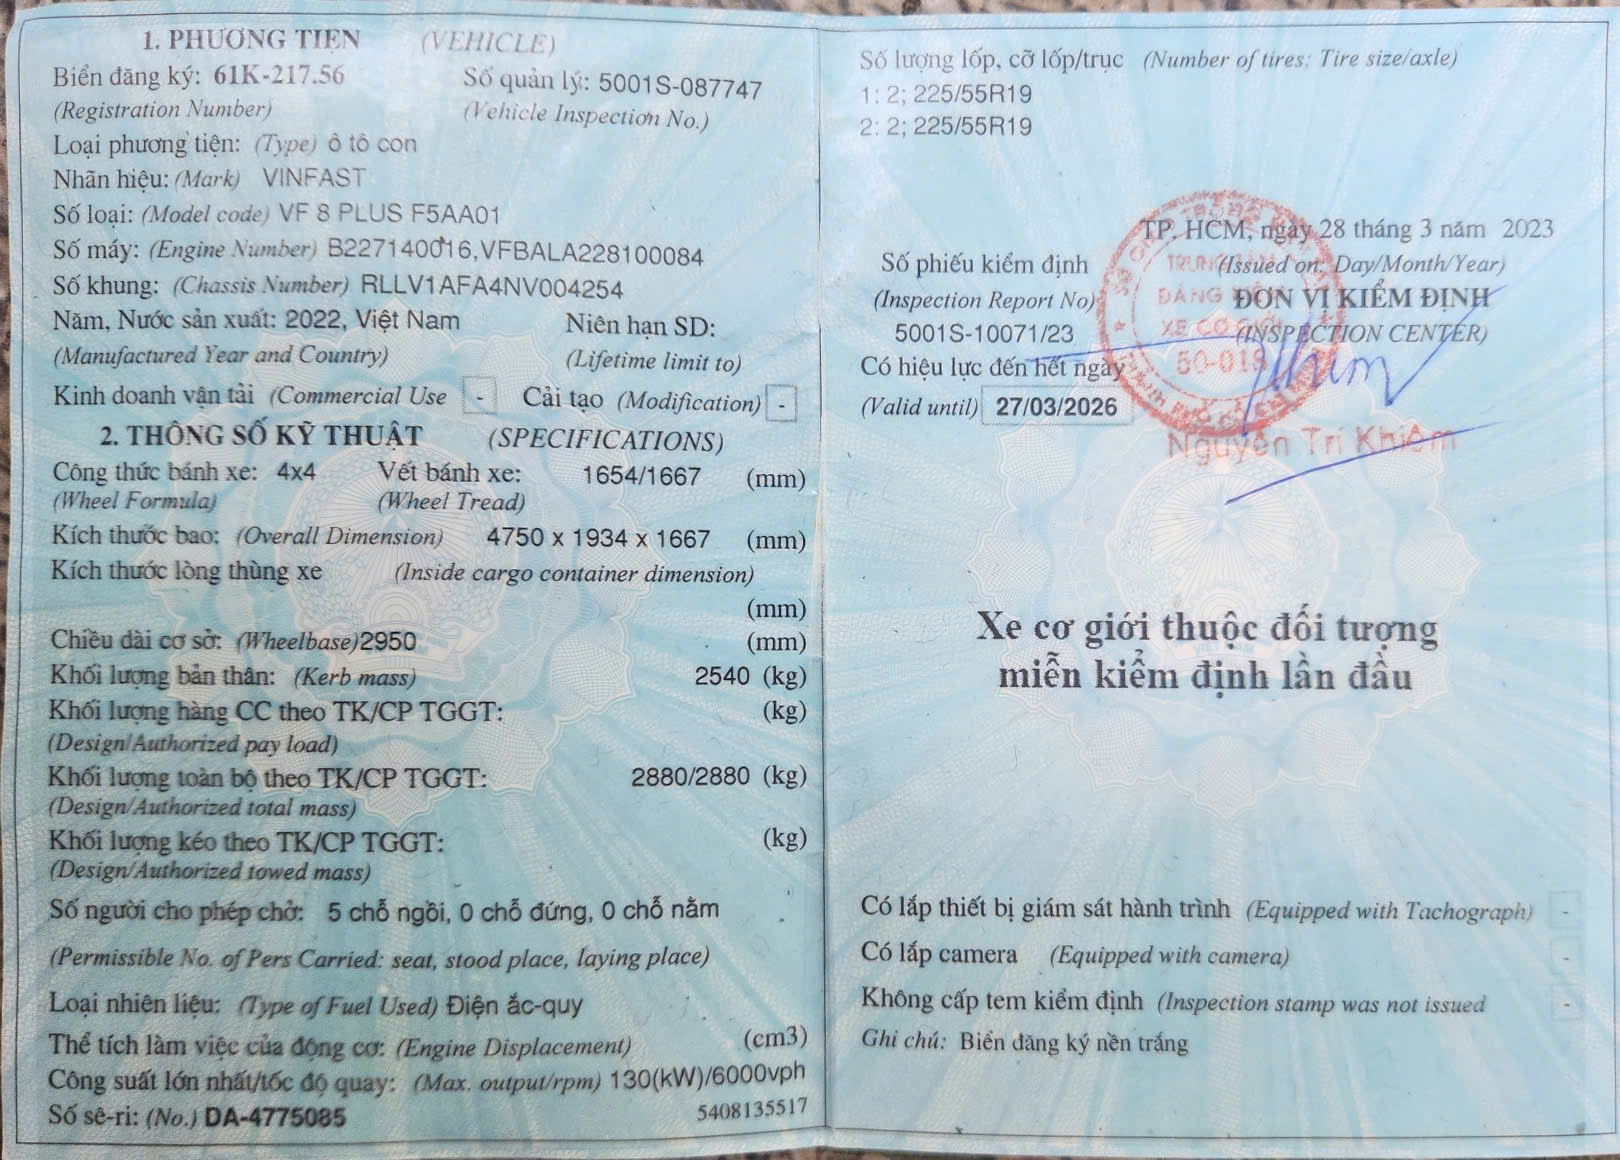 1. PHƯƠNG TIỆN (VEHICLE)
Biển đăng ký: 61K-217.56 Số quản lý: 5001S-087747
(Registration Number) (Vehicle Inspection No.)
Loại phương tiện: (Type) ô tô con
Nhãn hiệu: (Mark) VINFAST
Số loại: (Model code) VF 8 PLUS F5AA01
Số máy: (Engine Number) B227140016,VFBALA228100084
Số khung: (Chassis Number) RLLV1AFA4NV004254
Năm, Nước sản xuất: 2022, Việt Nam Niên hạn SD:
(Manufactured Year and Country) (Lifetime limit to)
Kinh doanh vận tải (Commercial Use - Cải tạo (Modification) -
2. THÔNG SỐ KỸ THUẬT (SPECIFICATIONS)
Công thức bánh xe: 4x4 Vết bánh xe: 1654/1667 (mm)
(Wheel Formula) (Wheel Tread)
Kích thước bao: (Overall Dimension) 4750 x 1934 x 1667 (mm)
Kích thước lòng thùng xe (Inside cargo container dimension)
(mm)
Chiều dài cơ sở: (Wheelbase) 2950 (mm)
Khối lượng bản thân: (Kerb mass) 2540 (kg)
Khối lượng hàng CC theo TK/CP TGGT: (kg)
(Design/Authorized pay load)
Khối lượng toàn bộ theo TK/CP TGGT: 2880/2880 (kg)
(Design/Authorized total mass)
Khối lượng kéo theo TK/CP TGGT: (kg)
(Design/Authorized towed mass)
Số người cho phép chở: 5 chỗ ngồi, 0 chỗ đứng, 0 chỗ nằm
(Permissible No. of Pers Carried: seat, stood place, laying place)
Loại nhiên liệu: (Type of Fuel Used) Điện ắc-quy
Thể tích làm việc của động cơ: (Engine Displacement) (cm3)
Công suất lớn nhất/tốc độ quay: (Max. output/rpm) 130(kW)/6000vph
Số sê-ri: (No.) DA-4775085 5408135517
Số lượng lốp, cỡ lốp/trục (Number of tires; Tire size/axle)
1: 2; 225/55R19
2: 2; 225/55R19
TP. HCM, ngày 28 tháng 3 năm 2023
Số phiếu kiểm định (Issued on: Day/Month/Year)
(Inspection Report No) ĐƠN VỊ KIỂM ĐỊNH
5001S-10071/23 (INSPECTION CENTER)
Có hiệu lực đến hết ngày
(Valid until) 27/03/2026
TRUNG TÂM
ĐĂNG KIỂM
XE CƠ GIỚI
50-01S
Nguyễn Tri Khiêm
Xe cơ giới thuộc đối tượng
miễn kiểm định lần đầu
Có lắp thiết bị giám sát hành trình (Equipped with Tachograph) -
Có lắp camera (Equipped with camera) -
Không cấp tem kiểm định (Inspection stamp was not issued -
Ghi chú: Biển đăng ký nền trắng